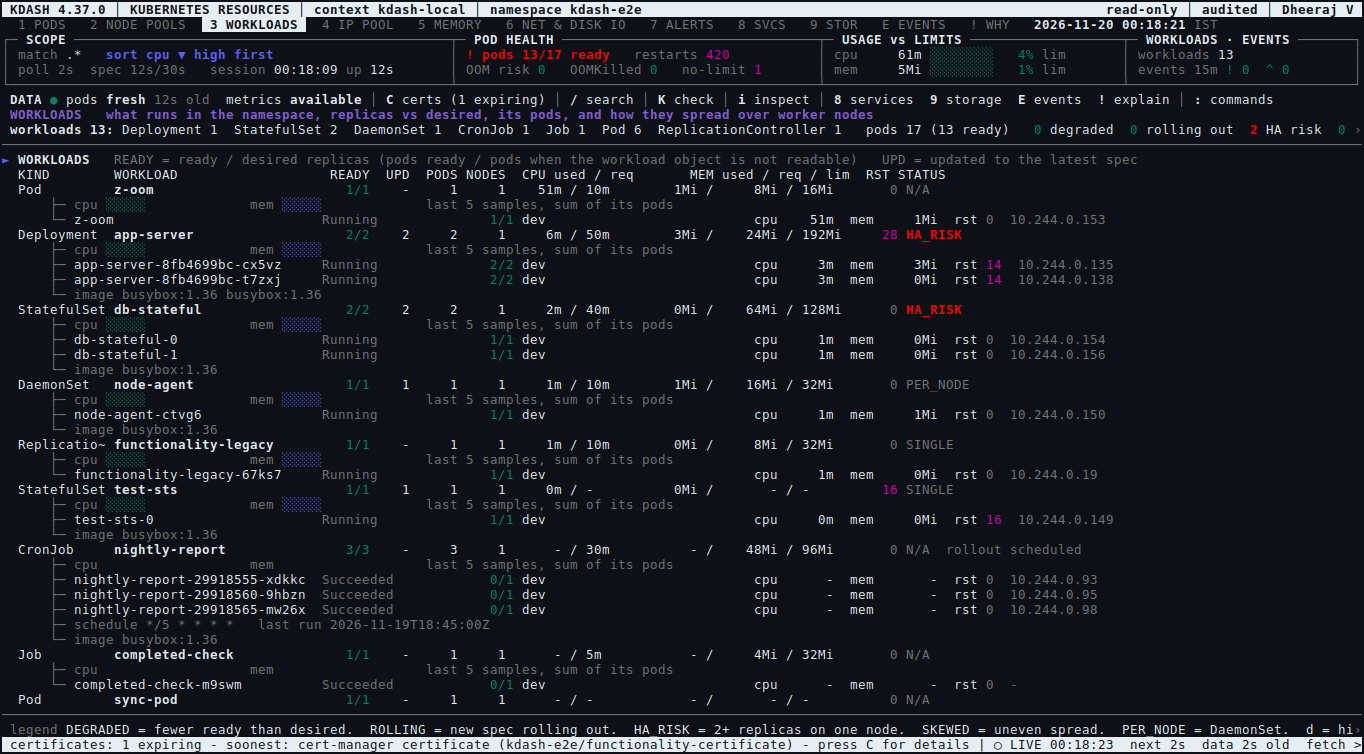 KDASH 4.37.0 │ KUBERNETES RESOURCES │ context kdash-local │ namespace kdash-e2e read-only │ audited │ Dheeraj V
1 PODS 2 NODE POOLS 3 WORKLOADS 4 IP POOL 5 MEMORY 6 NET & DISK IO 7 ALERTS 8 SVCS 9 STOR E EVENTS ! WHY 2026-11-20 00:18:21 IST
SCOPE POD HEALTH USAGE vs LIMITS WORKLOADS · EVENTS
match .* sort cpu ▼ high first ! pods 13/17 ready restarts 420 cpu 61m 4% lim workloads 13
poll 2s spec 12s/30s session 00:18:09 up 12s OOM risk 0 OOMKilled 0 no-limit 1 mem 5Mi 1% lim events 15m ! 0 ^ 0
DATA ● pods fresh 12s old metrics available │ C certs (1 expiring) │ / search │ K check │ i inspect │ 8 services 9 storage E events ! explain │ : commands
WORKLOADS what runs in the namespace, replicas vs desired, its pods, and how they spread over worker nodes
workloads 13: Deployment 1 StatefulSet 2 DaemonSet 1 CronJob 1 Job 1 Pod 6 ReplicationController 1 pods 17 (13 ready) 0 degraded 0 rolling out 2 HA risk 0 ›
► WORKLOADS READY = ready / desired replicas (pods ready / pods when the workload object is not readable) UPD = updated to the latest spec
KIND WORKLOAD READY UPD PODS NODES CPU used / req MEM used / req / lim RST STATUS
Pod z-oom 1/1 - 1 1 51m / 10m 1Mi / 8Mi / 16Mi 0 N/A
├─ cpu mem last 5 samples, sum of its pods
└─ z-oom Running 1/1 dev cpu 51m mem 1Mi rst 0 10.244.0.153
Deployment app-server 2/2 2 2 1 6m / 50m 3Mi / 24Mi / 192Mi 28 HA_RISK
├─ cpu mem last 5 samples, sum of its pods
├─ app-server-8fb4699bc-cx5vz Running 2/2 dev cpu 3m mem 3Mi rst 14 10.244.0.135
├─ app-server-8fb4699bc-t7zxj Running 2/2 dev cpu 3m mem 0Mi rst 14 10.244.0.138
└─ image busybox:1.36 busybox:1.36
StatefulSet db-stateful 2/2 2 2 1 2m / 40m 0Mi / 64Mi / 128Mi 0 HA_RISK
├─ cpu mem last 5 samples, sum of its pods
├─ db-stateful-0 Running 1/1 dev cpu 1m mem 0Mi rst 0 10.244.0.154
├─ db-stateful-1 Running 1/1 dev cpu 1m mem 0Mi rst 0 10.244.0.156
└─ image busybox:1.36
DaemonSet node-agent 1/1 1 1 1 1m / 10m 1Mi / 16Mi / 32Mi 0 PER_NODE
├─ cpu mem last 5 samples, sum of its pods
├─ node-agent-ctvg6 Running 1/1 dev cpu 1m mem 1Mi rst 0 10.244.0.150
└─ image busybox:1.36
Replicatio~ functionality-legacy 1/1 - 1 1 1m / 10m 0Mi / 8Mi / 32Mi 0 SINGLE
├─ cpu mem last 5 samples, sum of its pods
└─ functionality-legacy-67ks7 Running 1/1 dev cpu 1m mem 0Mi rst 0 10.244.0.19
StatefulSet test-sts 1/1 1 1 1 0m / - 0Mi / - / - 16 SINGLE
├─ cpu mem last 5 samples, sum of its pods
├─ test-sts-0 Running 1/1 dev cpu 0m mem 0Mi rst 16 10.244.0.149
└─ image busybox:1.36
CronJob nightly-report 3/3 - 3 1 - / 30m - / 48Mi / 96Mi 0 N/A rollout scheduled
├─ cpu mem last 5 samples, sum of its pods
├─ nightly-report-29918555-xdkkc Succeeded 0/1 dev cpu - mem - rst 0 10.244.0.93
├─ nightly-report-29918560-9hbzn Succeeded 0/1 dev cpu - mem - rst 0 10.244.0.95
├─ nightly-report-29918565-mw26x Succeeded 0/1 dev cpu - mem - rst 0 10.244.0.98
├─ schedule */5 * * * * last run 2026-11-19T18:45:00Z
└─ image busybox:1.36
Job completed-check 1/1 - 1 1 - / 5m - / 4Mi / 32Mi 0 N/A
├─ cpu mem last 5 samples, sum of its pods
└─ completed-check-m9swm Succeeded 0/1 dev cpu - mem - rst 0 -
Pod sync-pod 1/1 - 1 1 - / - - / - / - 0 N/A
legend DEGRADED = fewer ready than desired. ROLLING = new spec rolling out. HA_RISK = 2+ replicas on one node. SKEWED = uneven spread. PER_NODE = DaemonSet. d = hi›
certificates: 1 expiring - soonest: cert-manager certificate (kdash-e2e/functionality-certificate) - press C for details │ ○ LIVE 00:18:23 next 2s data 2s old fetch ›